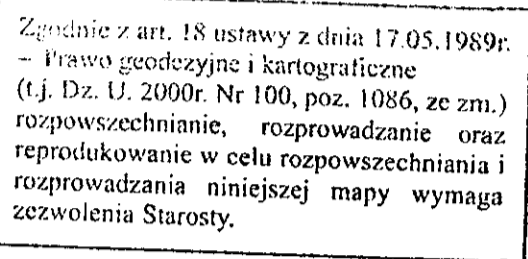 Zgodnie z art. 18 ustawy z dnia 17.05.1989r.
– Prawo geodezyjne i kartograficzne
(t.j. Dz. U. 2000r. Nr 100, poz. 1086, ze zm.)
rozpowszechnianie, rozprowadzanie oraz
reprodukowanie w celu rozpowszechniania i
rozprowadzania niniejszej mapy wymaga
zezwolenia Starosty.